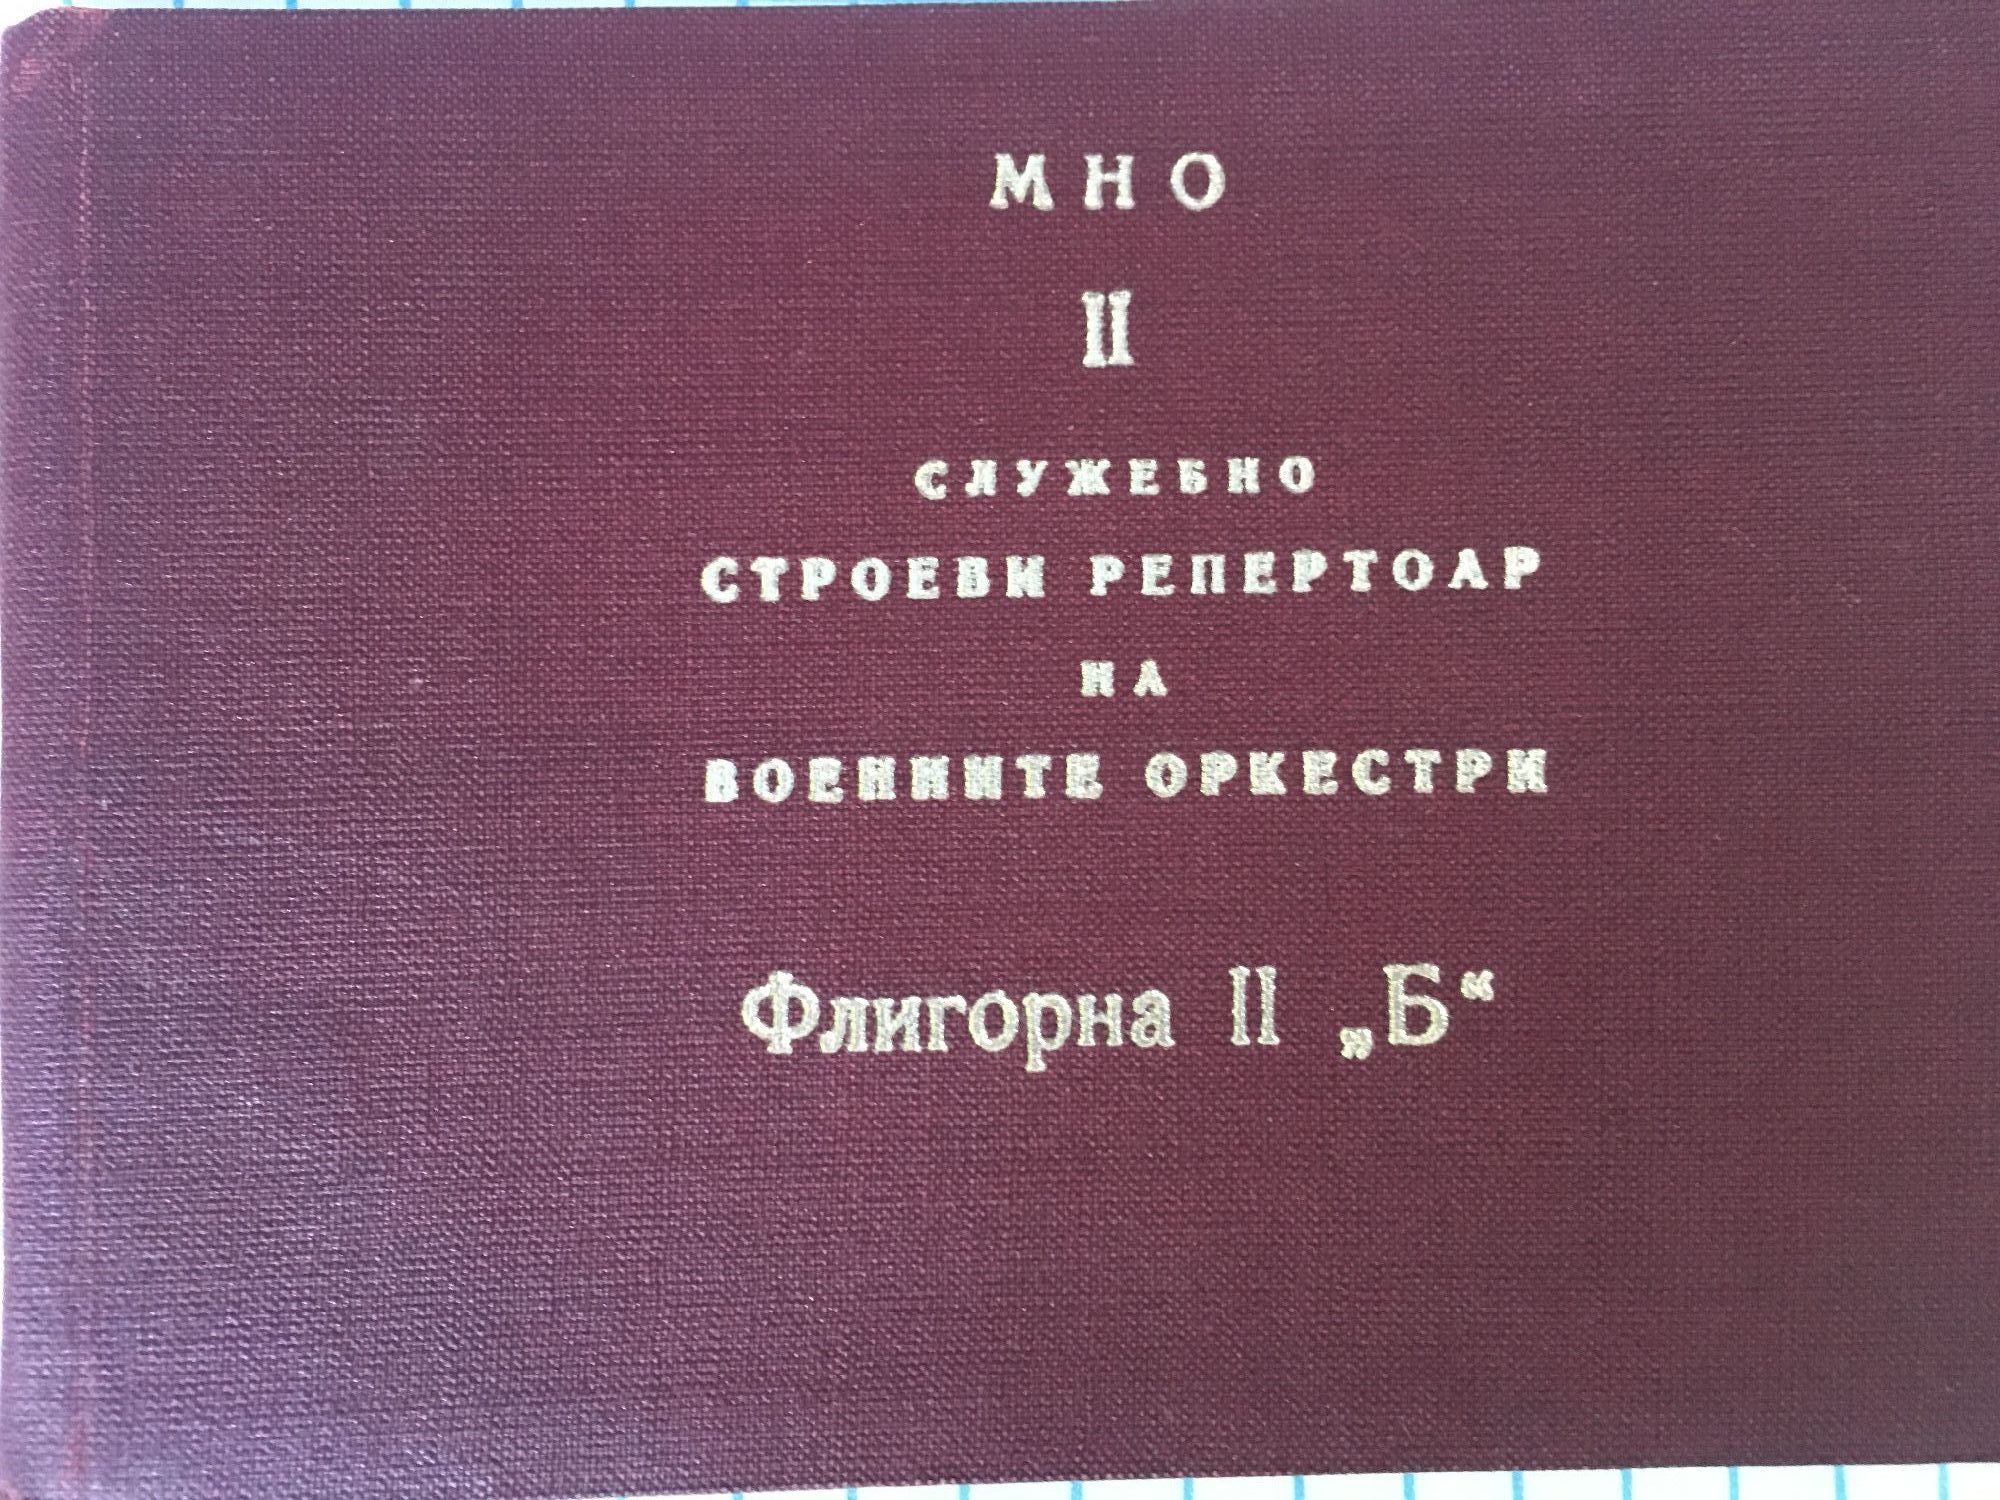 МНО
II
СЛУЖЕБНО
СТРОЕВИ РЕПЕРТОАР
НА
ВОЕННИТЕ ОРКЕСТРИ
Флигорна II „Б“